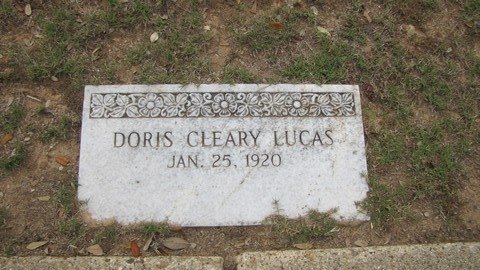 DORIS CLEARY LUCAS
JAN. 25, 1920